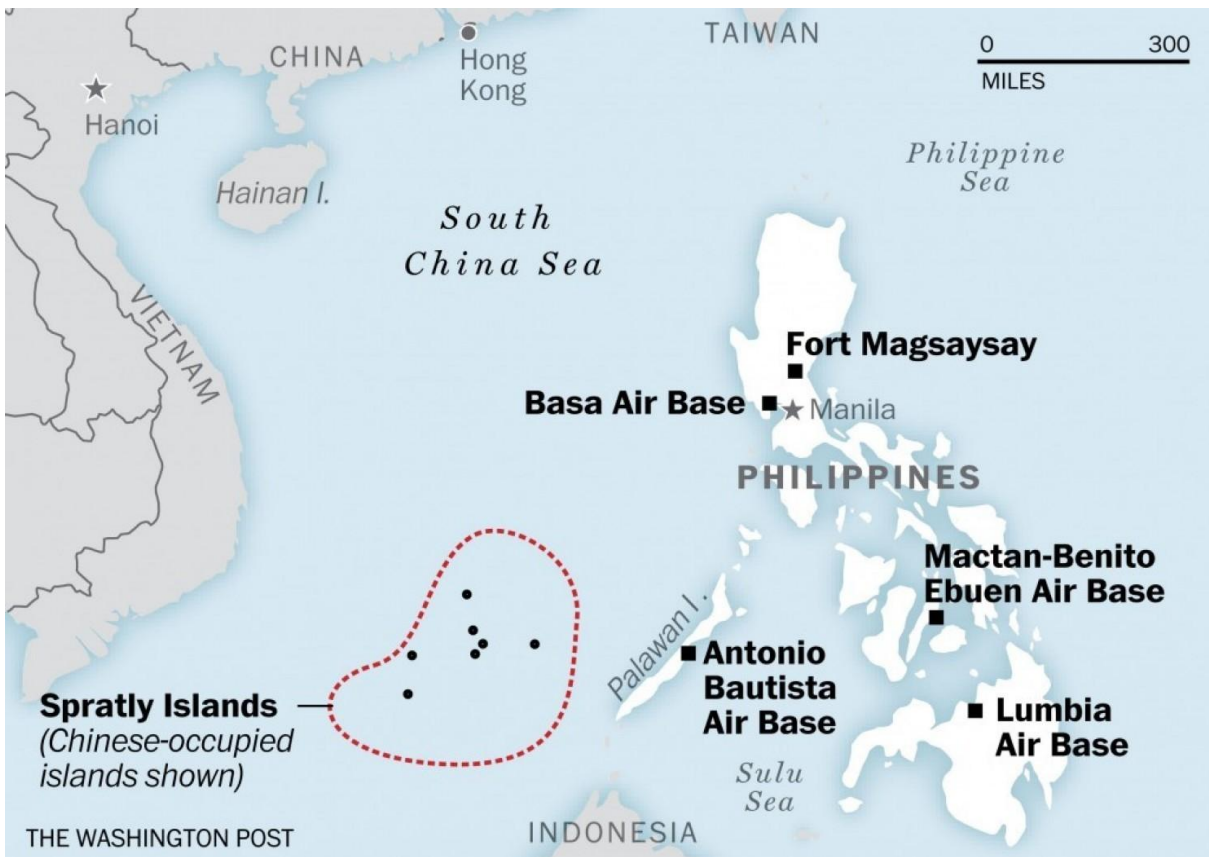 CHINA
Hong
Kong
TAIWAN
0 300
MILES
Hanoi
Hainan I.
Philippine
Sea
South
China Sea
VIETNAM
Fort Magsaysay
Basa Air Base
Manila
PHILIPPINES
Mactan-Benito
Ebuen Air Base
Palawan I.
Antonio
Bautista
Air Base
Spratly Islands
(Chinese-occupied
islands shown)
Lumbia
Air Base
Sulu
Sea
INDONESIA
THE WASHINGTON POST